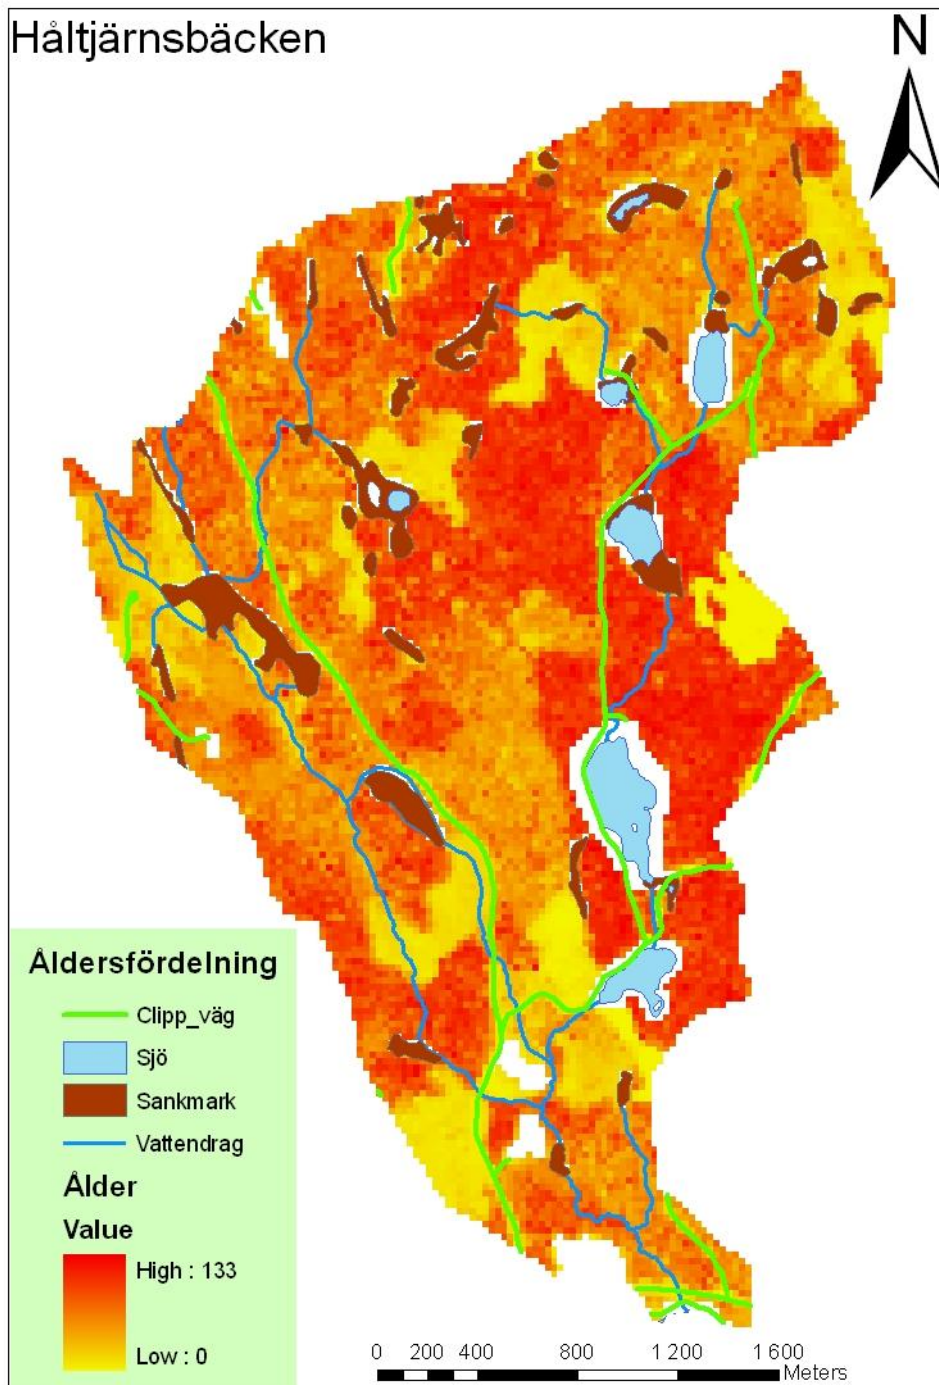 Håltjärnsbäcken
N
Åldersfördelning
Clipp_väg
Sjö
Sankmark
Vattendrag
Ålder
Value
High : 133
Low : 0
0 200 400 800 1 200 1 600
Meters